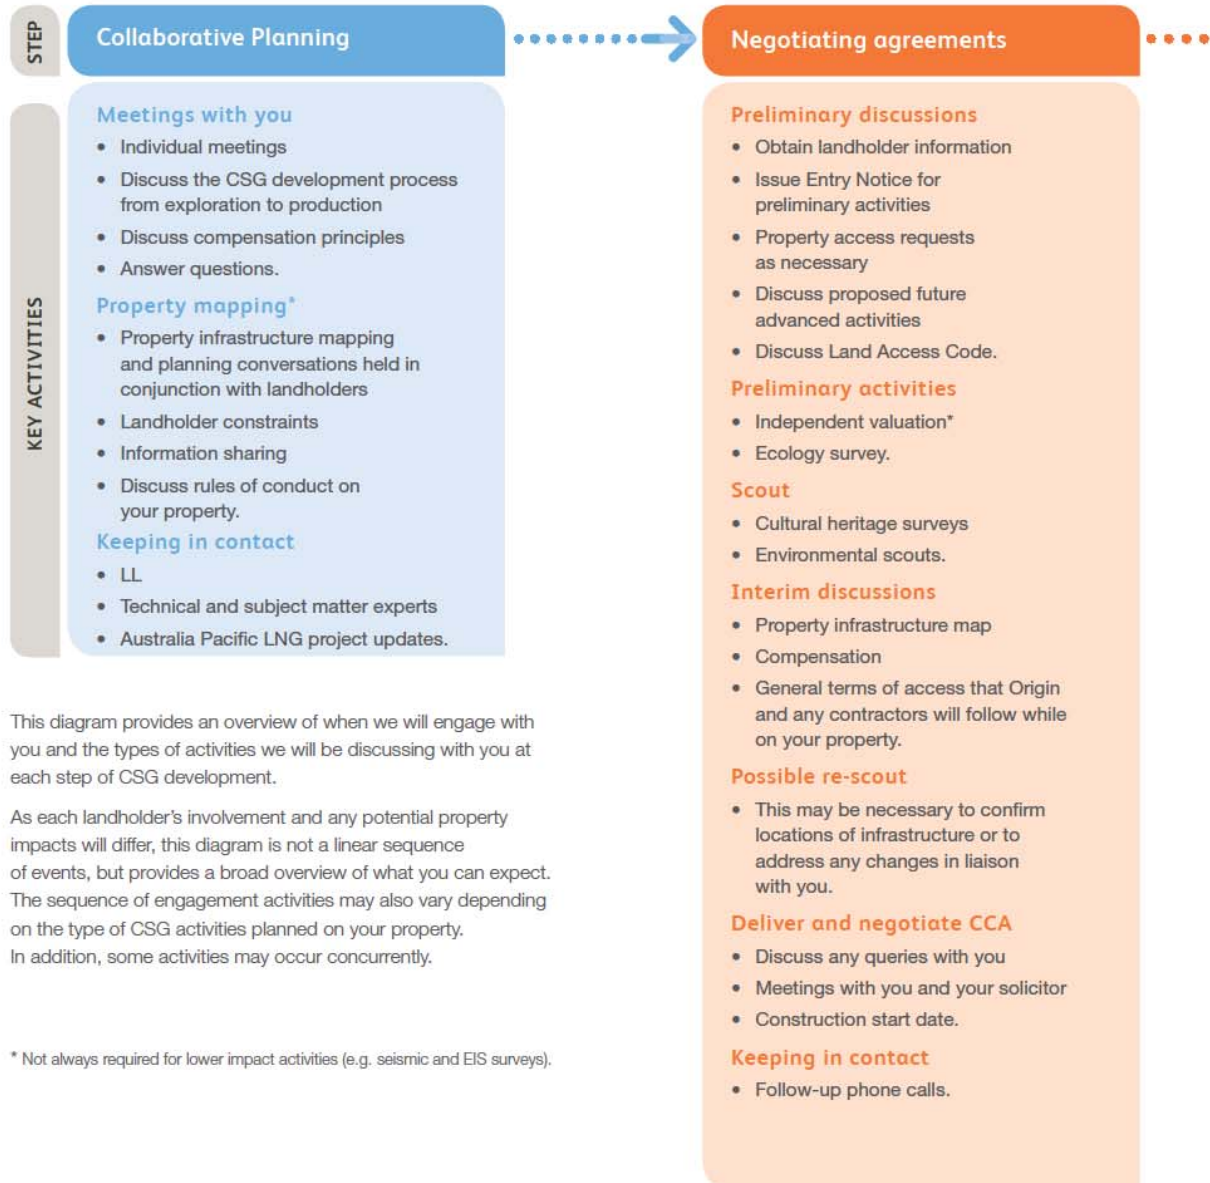 STEP
Collaborative Planning
KEY ACTIVITIES
Meetings with you
• Individual meetings
• Discuss the CSG development process
from exploration to production
• Discuss compensation principles
• Answer questions.
Property mapping*
• Property infrastructure mapping
and planning conversations held in
conjunction with landholders
• Landholder constraints
• Information sharing
• Discuss rules of conduct on
your property.
Keeping in contact
• LL
• Technical and subject matter experts
• Australia Pacific LNG project updates.
Negotiating agreements
Preliminary discussions
• Obtain landholder information
• Issue Entry Notice for
preliminary activities
• Property access requests
as necessary
• Discuss proposed future
advanced activities
• Discuss Land Access Code.
Preliminary activities
• Independent valuation*
• Ecology survey.
Scout
• Cultural heritage surveys
• Environmental scouts.
Interim discussions
• Property infrastructure map
• Compensation
• General terms of access that Origin
and any contractors will follow while
on your property.
Possible re-scout
• This may be necessary to confirm
locations of infrastructure or to
address any changes in liaison
with you.
Deliver and negotiate CCA
• Discuss any queries with you
• Meetings with you and your solicitor
• Construction start date.
Keeping in contact
• Follow-up phone calls.
This diagram provides an overview of when we will engage with
you and the types of activities we will be discussing with you at
each step of CSG development.
As each landholder's involvement and any potential property
impacts will differ, this diagram is not a linear sequence
of events, but provides a broad overview of what you can expect.
The sequence of engagement activities may also vary depending
on the type of CSG activities planned on your property.
In addition, some activities may occur concurrently.
* Not always required for lower impact activities (e.g. seismic and EIS surveys).